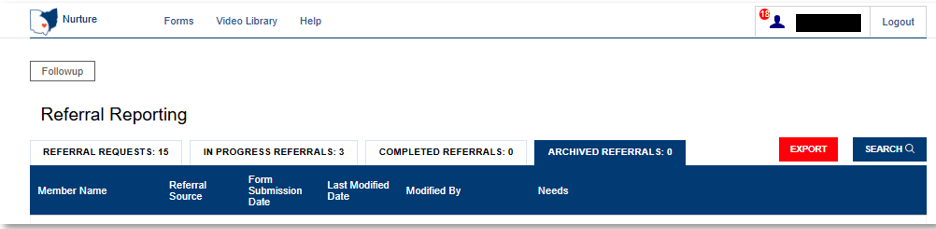 Nurture Forms Video Library Help 18 Logout
Followup
Referral Reporting
REFERRAL REQUESTS: 15 IN PROGRESS REFERRALS: 3 COMPLETED REFERRALS: 0 ARCHIVED REFERRALS: 0 EXPORT SEARCH
Member Name
Referral
Source
Form
Submission
Date
Last Modified
Date
Modified By
Needs